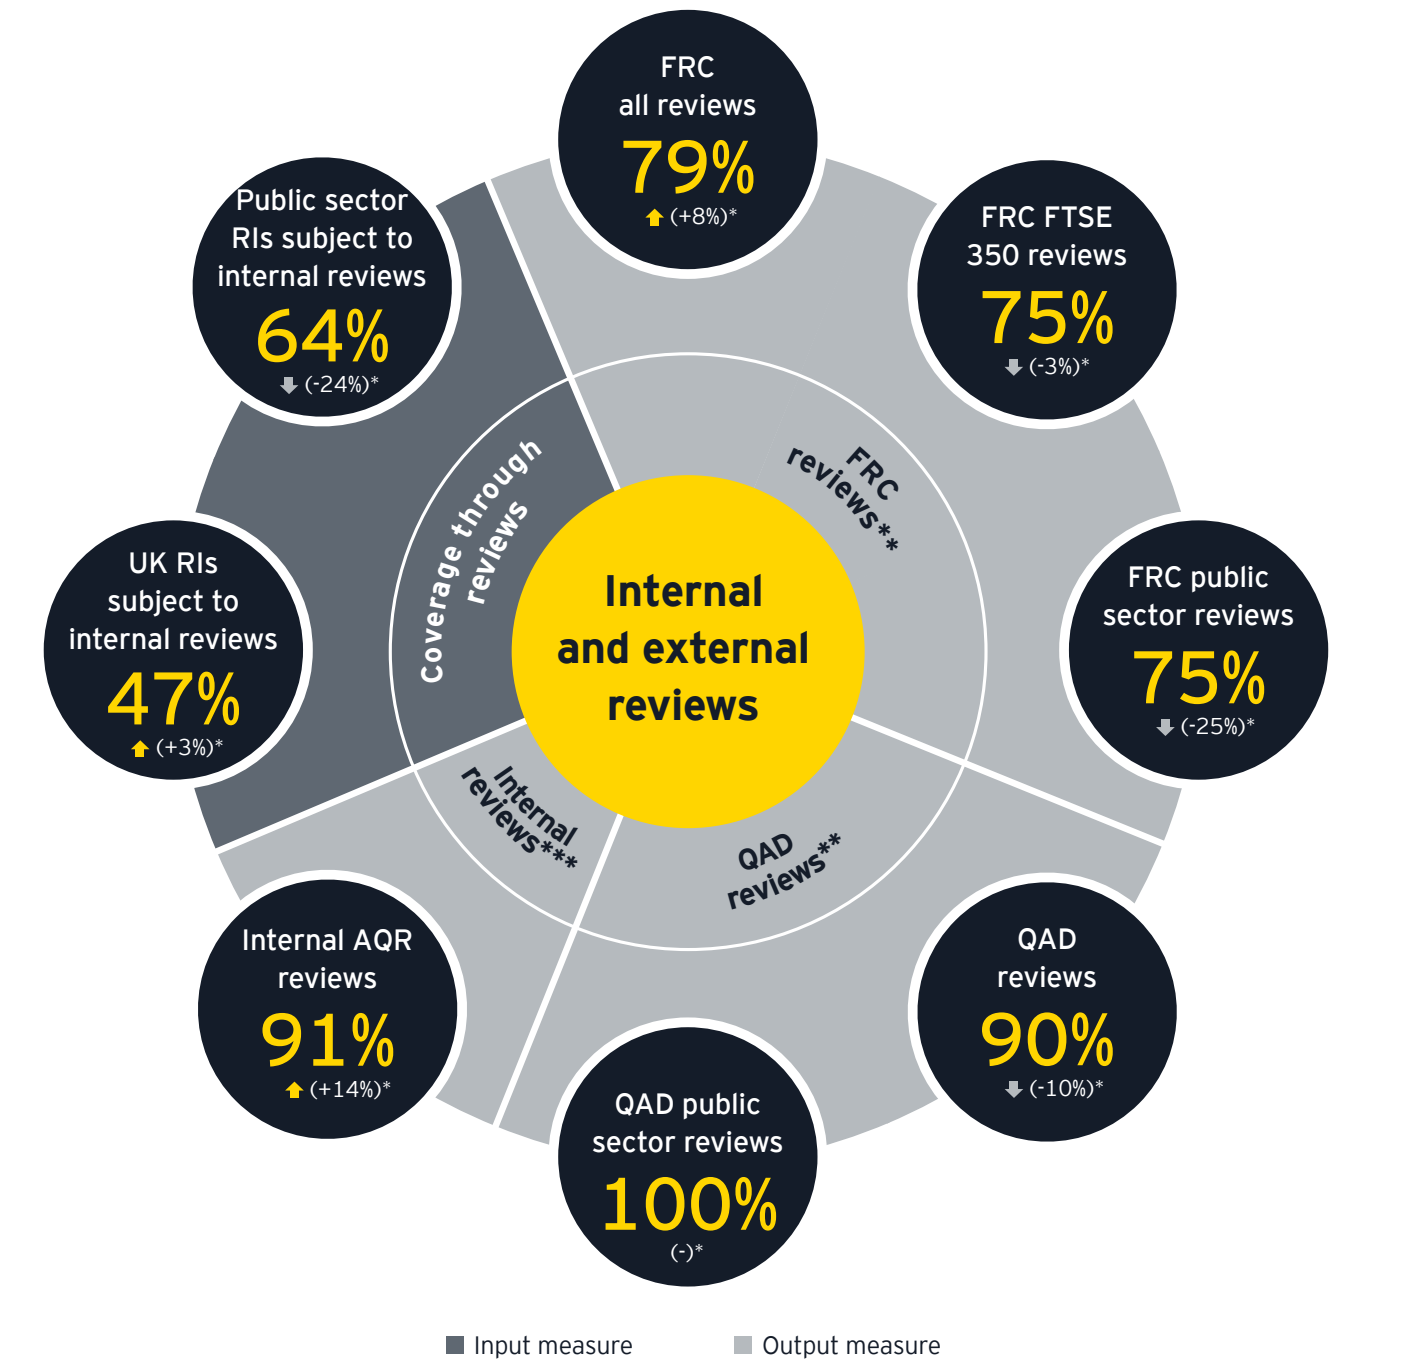 FRC
all reviews
79%
(+8%)*
FRC FTSE
350 reviews
75%
(-3%)*
FRC public
sector reviews
75%
(-25%)*
QAD
reviews
90%
(-10%)*
QAD public
sector reviews
100%
(-)*
Internal AQR
reviews
91%
(+14%)*
UK RIs
subject to
internal reviews
47%
(+3%)*
Public sector
RIs subject to
internal reviews
64%
(-24%)*
FRC
reviews**
QAD
reviews**
Internal
reviews***
Coverage through
reviews
Internal
and external
reviews
Input measure
Output measure